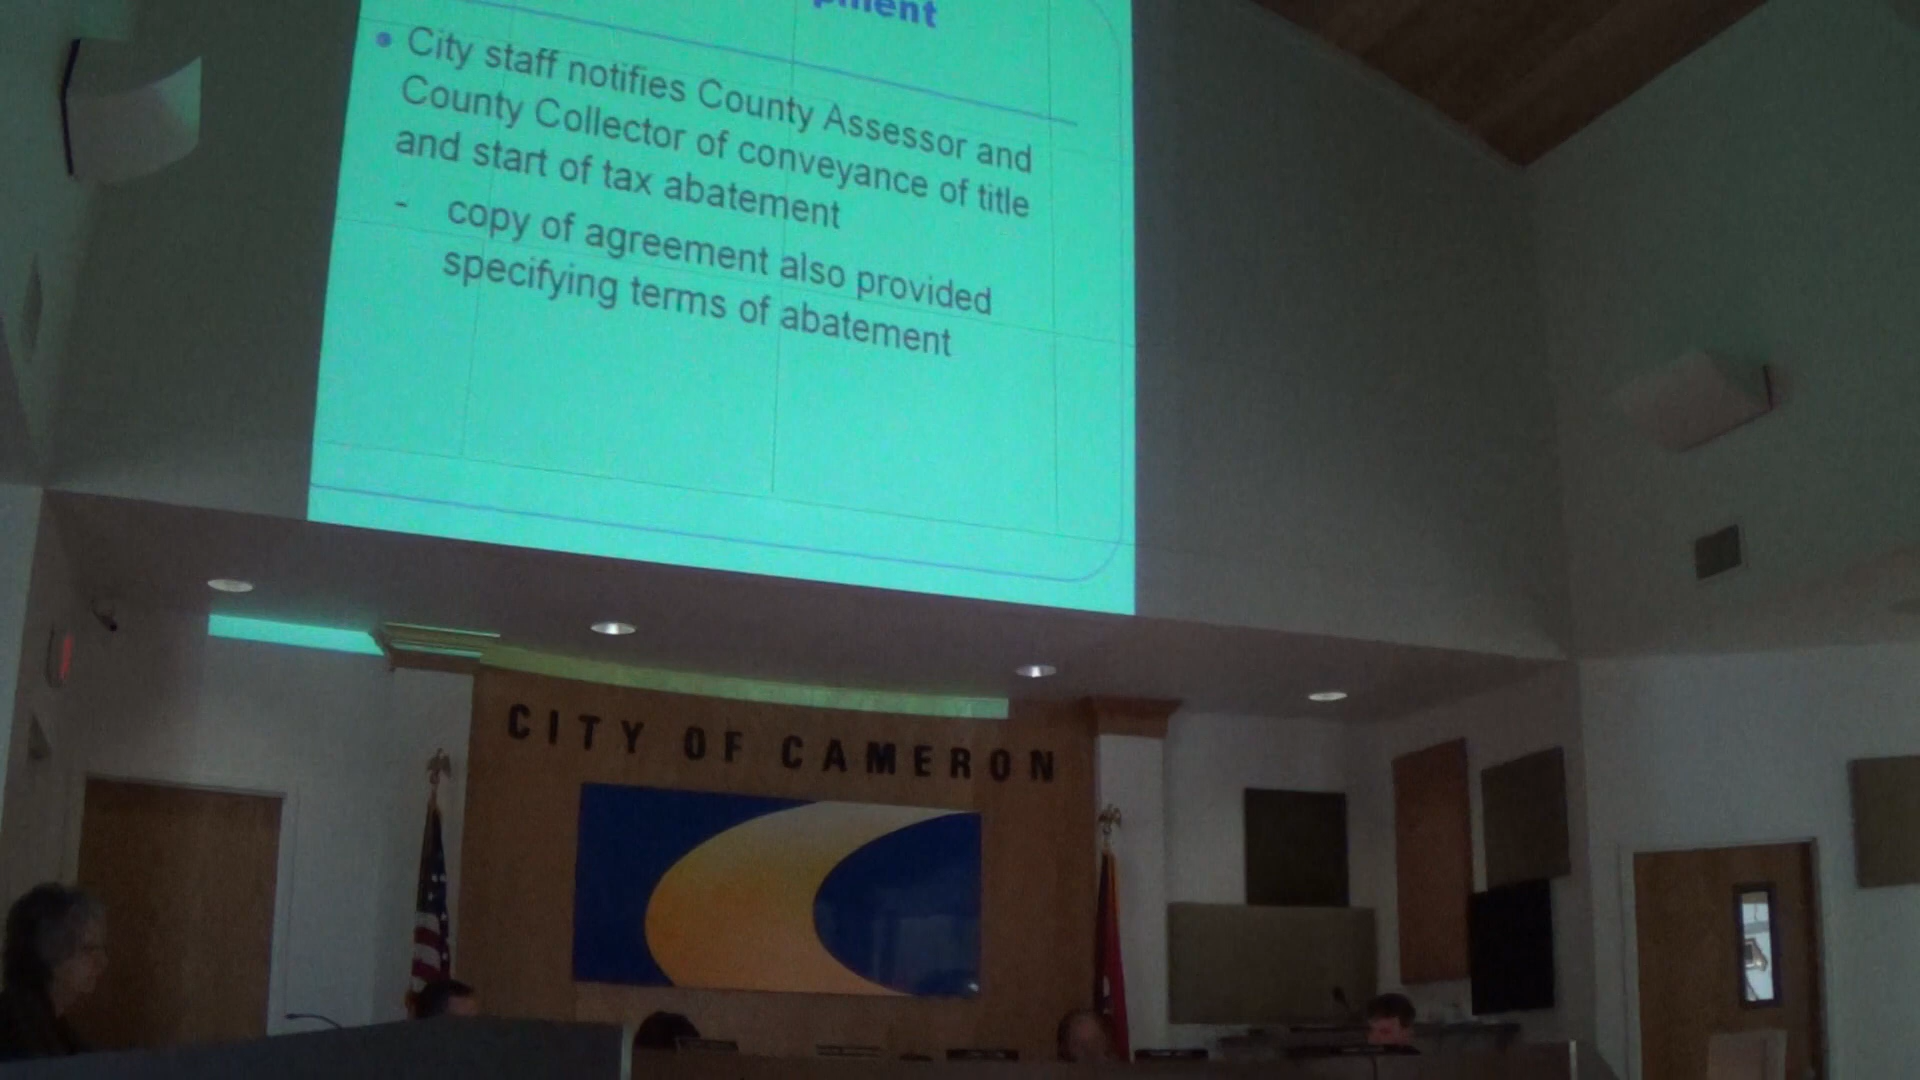 • City staff notifies County Assessor and
County Collector of conveyance of title
and start of tax abatement
- copy of agreement also provided
specifying terms of abatement
CITY OF CAMERON